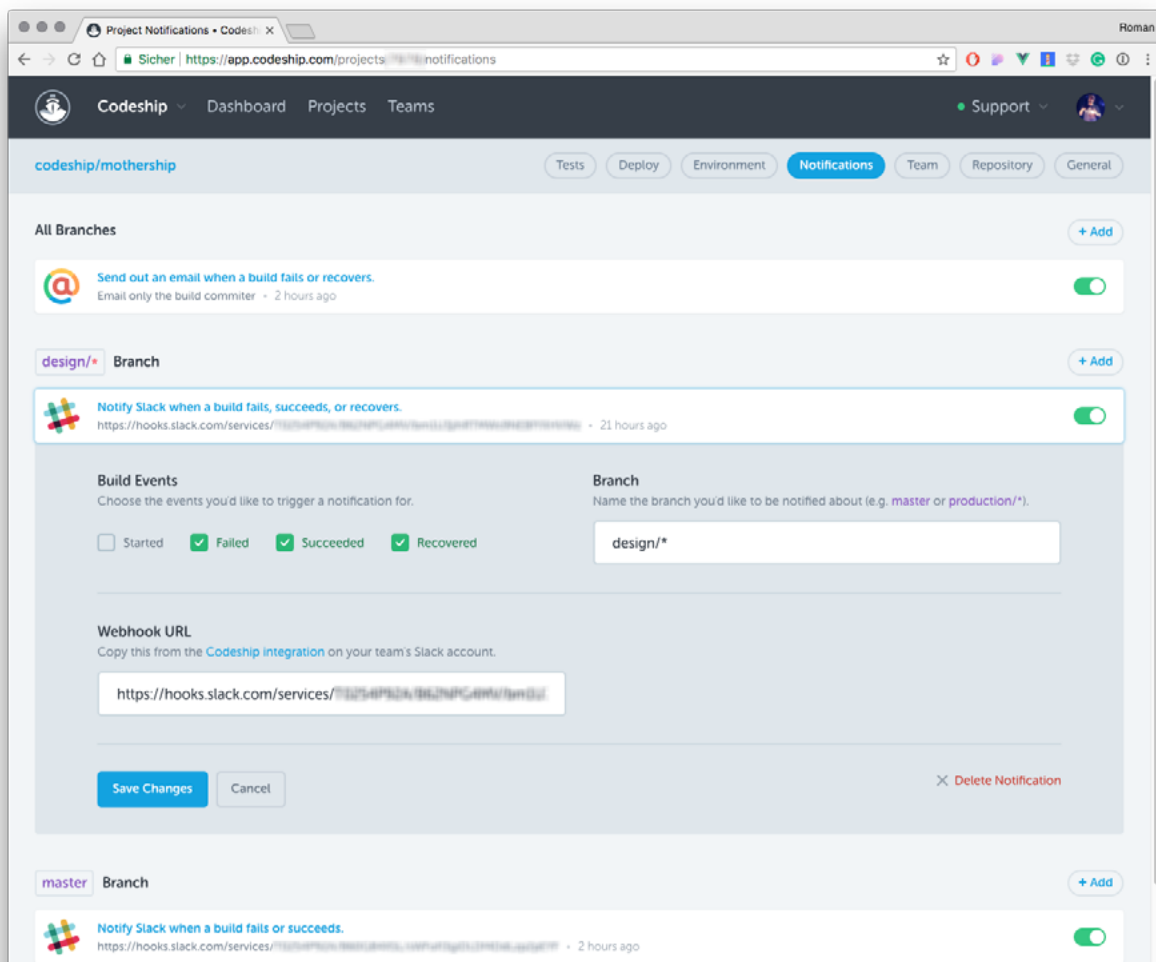 Project Notifications • Codesh
Roman
Sicher https://app.codeship.com/projects notifications
Codeship Dashboard Projects Teams Support
codeship/mothership Tests Deploy Environment Notifications Team Repository General
All Branches + Add
Send out an email when a build fails or recovers.
Email only the build commiter • 2 hours ago
design/* Branch + Add
Notify Slack when a build fails, succeeds, or recovers.
https://hooks.slack.com/services/ • 21 hours ago
Build Events
Choose the events you'd like to trigger a notification for.
Started Failed Succeeded Recovered
Branch
Name the branch you'd like to be notified about (e.g. master or production/*).
design/*
Webhook URL
Copy this from the Codeship integration on your team's Slack account.
https://hooks.slack.com/services/
Save Changes Cancel × Delete Notification
master Branch + Add
Notify Slack when a build fails or succeeds.
https://hooks.slack.com/services/ • 2 hours ago